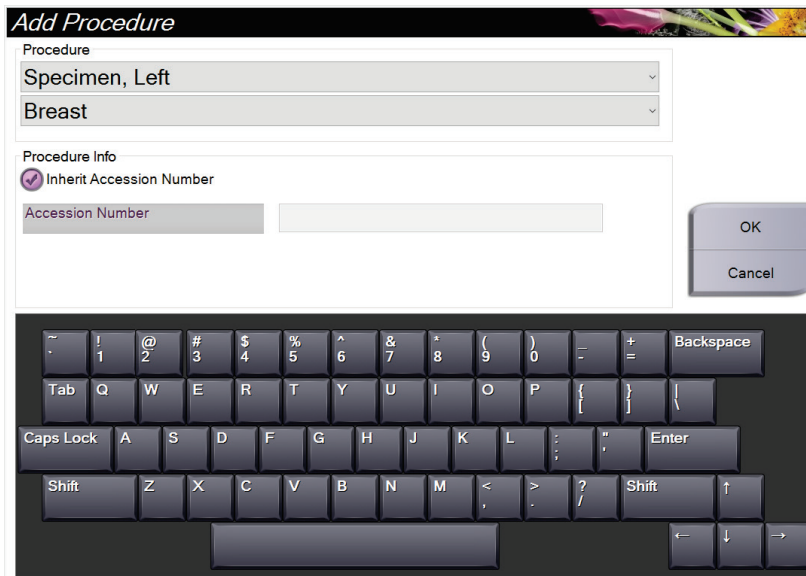 Add Procedure
Procedure
Specimen, Left
Breast
Procedure Info
Inherit Accession Number
Accession Number
OK
Cancel
~ ! @ # $ % ^ & * ( ) _ + Backspace
` 1 2 3 4 5 6 7 8 9 0 - =
Tab Q W E R T Y U I O P { } |
[ ] \
Caps Lock A S D F G H J K L : " Enter
; '
Shift Z X C V B N M < > ? Shift ↑
, . /
← ↓ →